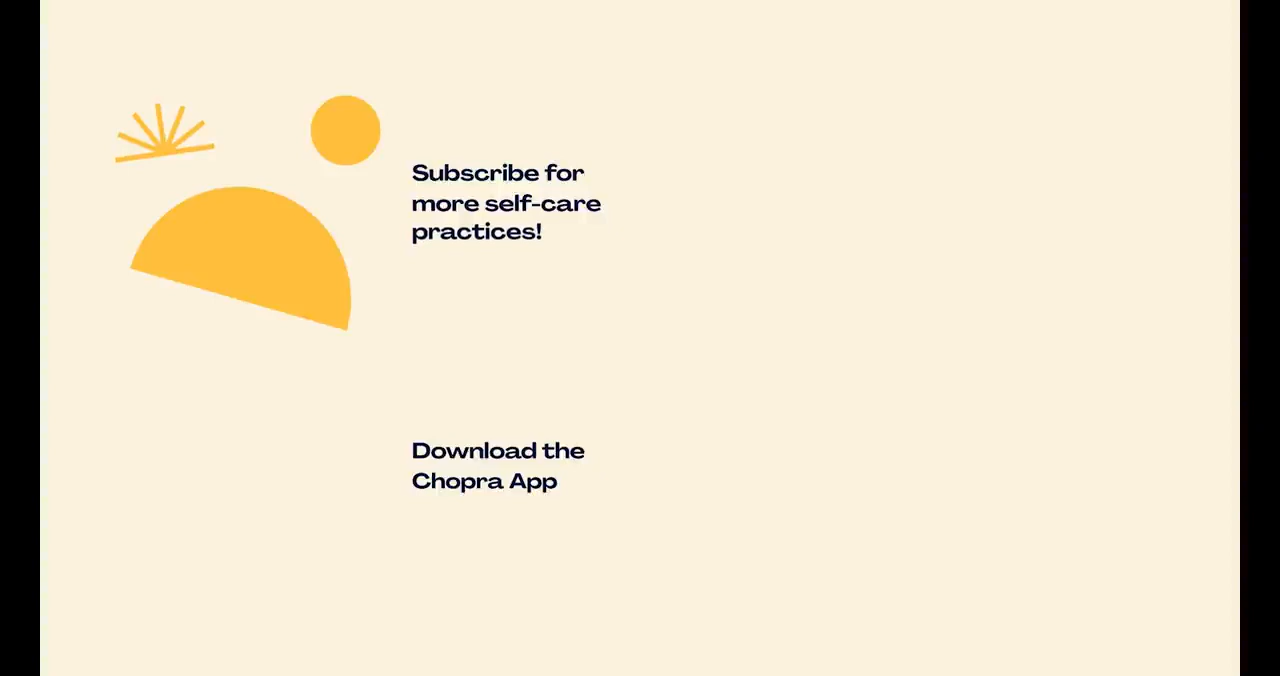 Subscribe for
more self-care
practices!
Download the
Chopra App